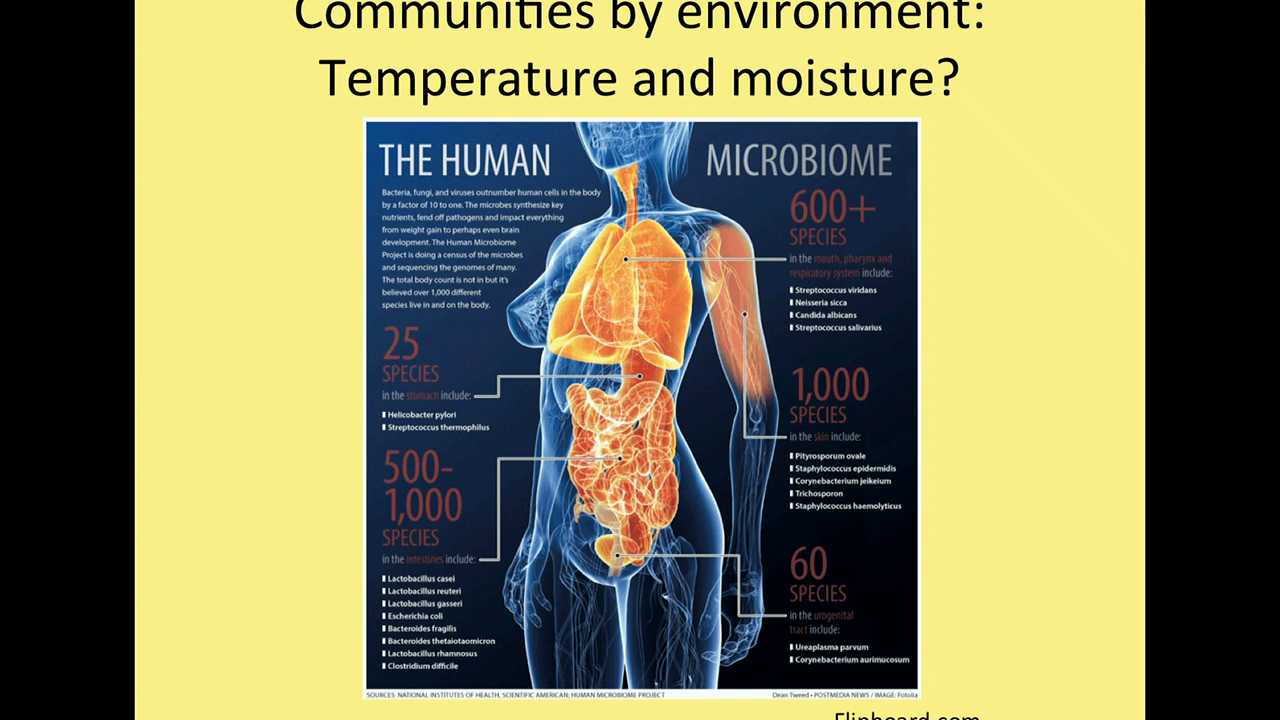 Communities by environment:
Temperature and moisture?
THE HUMAN MICROBIOME
Bacteria, fungi, and viruses outnumber human cells in the body
by a factor of 10 to one. The microbes synthesize key
nutrients, fend off pathogens and impact everything
from weight gain to perhaps even brain
development. The Human Microbiome
Project is doing a census of the microbes
and sequencing the genomes of many.
The total body count is not in but it's
believed over 1,000 different
species live in and on the body.
25
SPECIES
in the stomach include:
Helicobacter pylori
Streptococcus thermophilus
500-
1,000
SPECIES
in the intestines include:
Lactobacillus casei
Lactobacillus reuteri
Lactobacillus gasseri
Escherichia coli
Bacteroides fragilis
Bacteroides thetaiotaomicron
Lactobacillus rhamnosus
Clostridium difficile
600+
SPECIES
in the mouth, pharynx and
respiratory system include:
Streptococcus viridans
Neisseria sicca
Candida albicans
Streptococcus salivarius
1,000
SPECIES
in the skin include:
Pityrosporum ovale
Staphylococcus epidermidis
Corynebacterium jeikeium
Trichosporon
Staphylococcus haemolyticus
60
SPECIES
in the urogenital
tract include:
Ureaplasma parvum
Corynebacterium aurimucosum
SOURCES: NATIONAL INSTITUTES OF HEALTH, SCIENTIFIC AMERICAN; HUMAN MICROBIOME PROJECT
Dean Tweed • POSTMEDIA NEWS / IMAGE: Fotolia
Flipboard.com